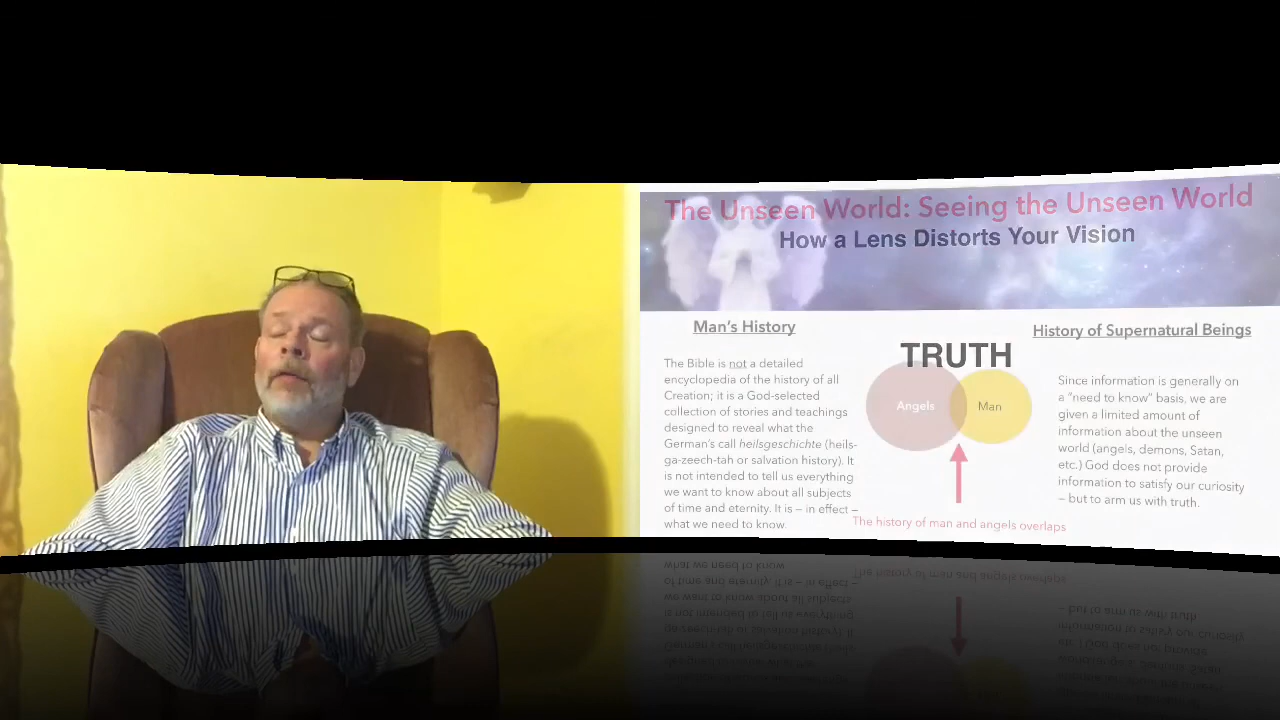 The Unseen World: Seeing the Unseen World
How a Lens Distorts Your Vision
Man's History
The Bible is not a detailed
encyclopedia of the history of all
Creation; it is a God-selected
collection of stories and teachings
designed to reveal what the
German's call heilsgeschichte (heils-
ga-zeech-tah or salvation history). It
is not intended to tell us everything
we want to know about all subjects
of time and eternity. It is – in effect –
what we need to know.
TRUTH
Angels
Man
The history of man and angels overlaps
History of Supernatural Beings
Since information is generally on
a "need to know" basis, we are
given a limited amount of
information about the unseen
world (angels, demons, Satan,
etc.) God does not provide
information to satisfy our curiosity
– but to arm us with truth.